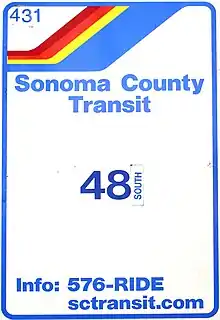 431
Sonoma County
Transit
48 SOUTH
Info: 576-RIDE
sctransit.com